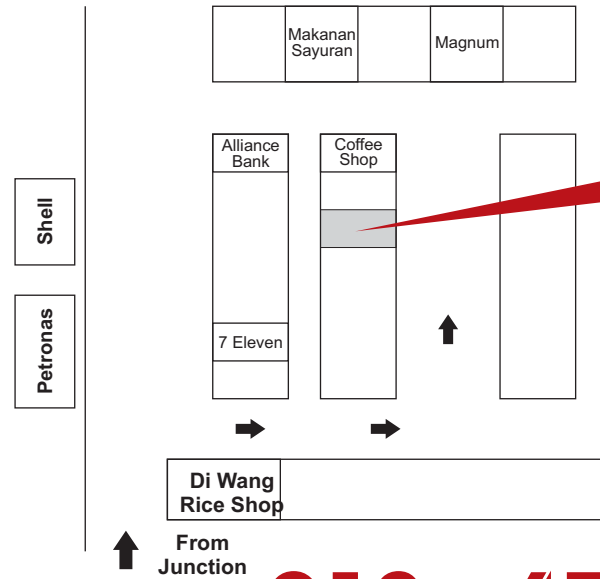 Makanan
Sayuran
Magnum
Alliance
Bank
Coffee
Shop
Shell
Petronas
7 Eleven
Di Wang
Rice Shop
From
Junction